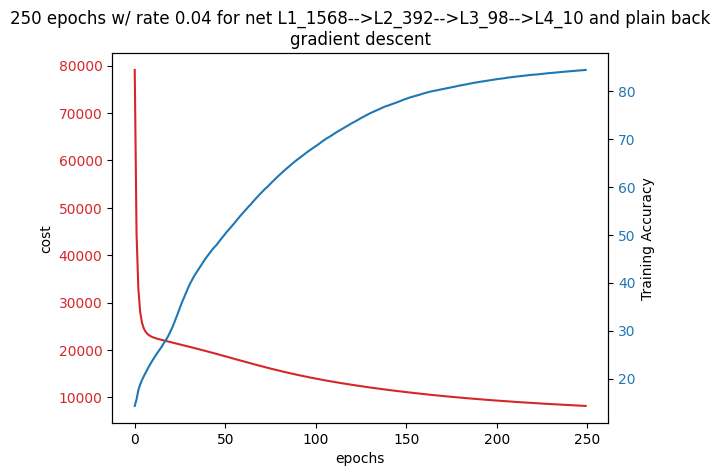 250 epochs w/ rate 0.04 for net L1_1568-->L2_392-->L3_98-->L4_10 and plain back
gradient descent
80000
70000
60000
50000
40000
30000
20000
10000
cost
80
70
60
50
40
30
20
Training Accuracy
0 50 100 150 200 250
epochs